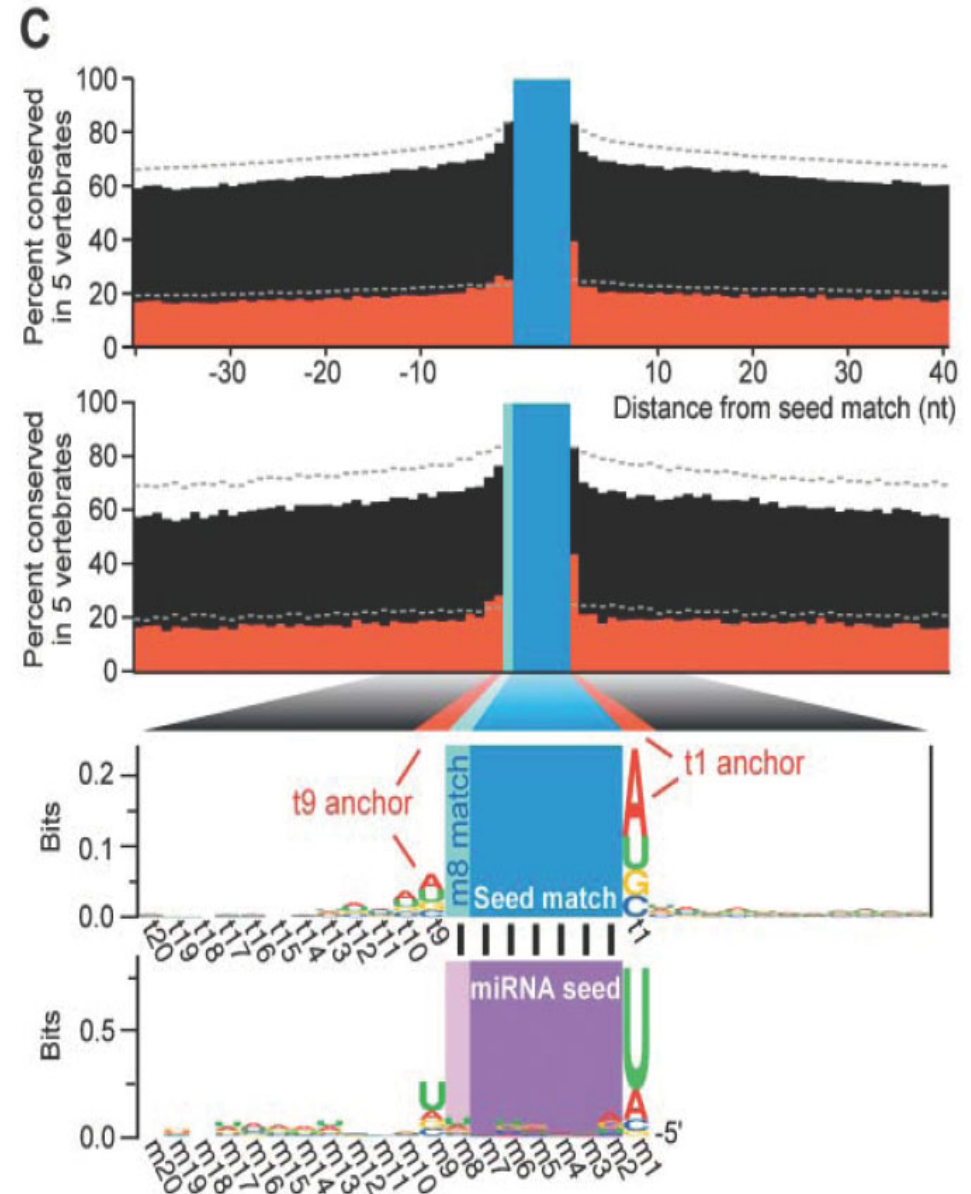 C
Percent conserved
in 5 vertebrates
100
80
60
40
20
0
-30 -20 -10 10 20 30 40
Distance from seed match (nt)
Percent conserved
in 5 vertebrates
100
80
60
40
20
0
Bits
0.2
0.1
0.0
t9 anchor
m8 match
Seed match
t1 anchor
A
U
G
C
t20 t19 t18 t17 t16 t15 t14 t13 t12 t11 t10 t9 t1
Bits
0.5
0.0
miRNA seed
U
U
A
-5'
m20 m19 m18 m17 m16 m15 m14 m13 m12 m11 m10 m9 m8 m7 m6 m5 m4 m3 m2 m1